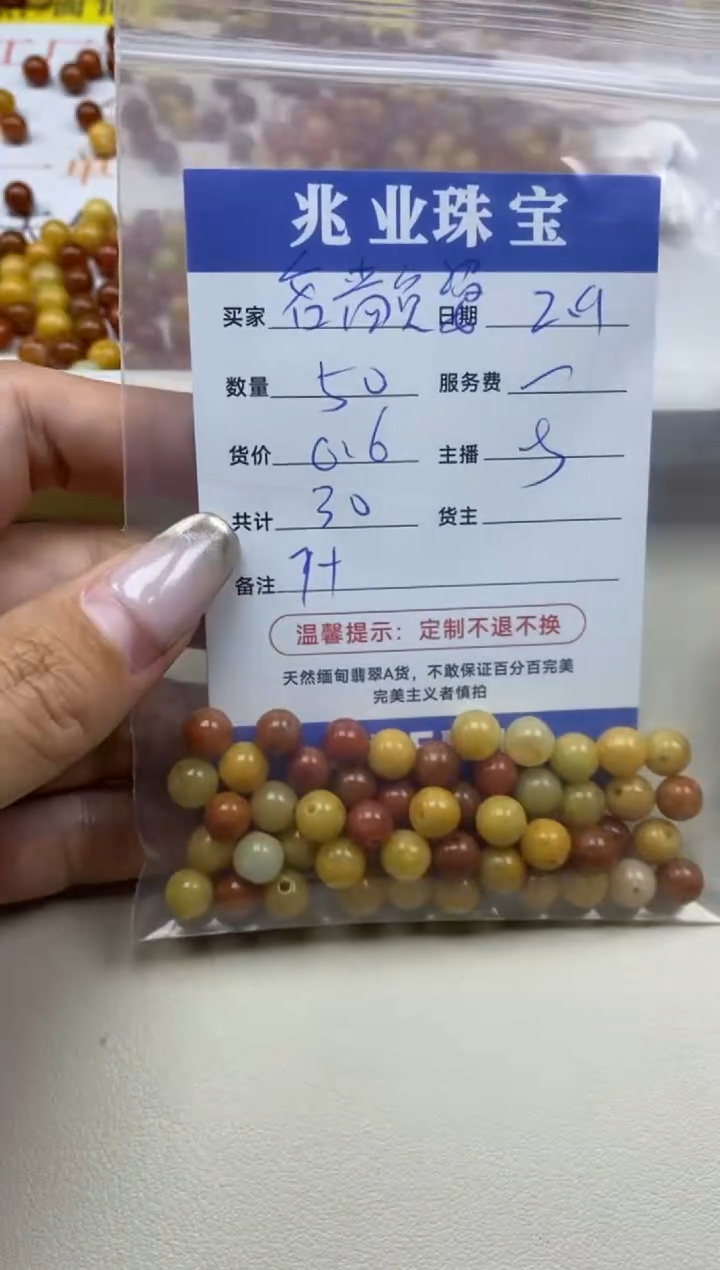 兆业珠宝
买家 日期 2.9
数量 50 服务费
货价 0.6 主播
共计 30 货主
备注
温馨提示：定制不退不换
天然缅甸翡翠A货，不敢保证百分百完美
完美主义者慎拍